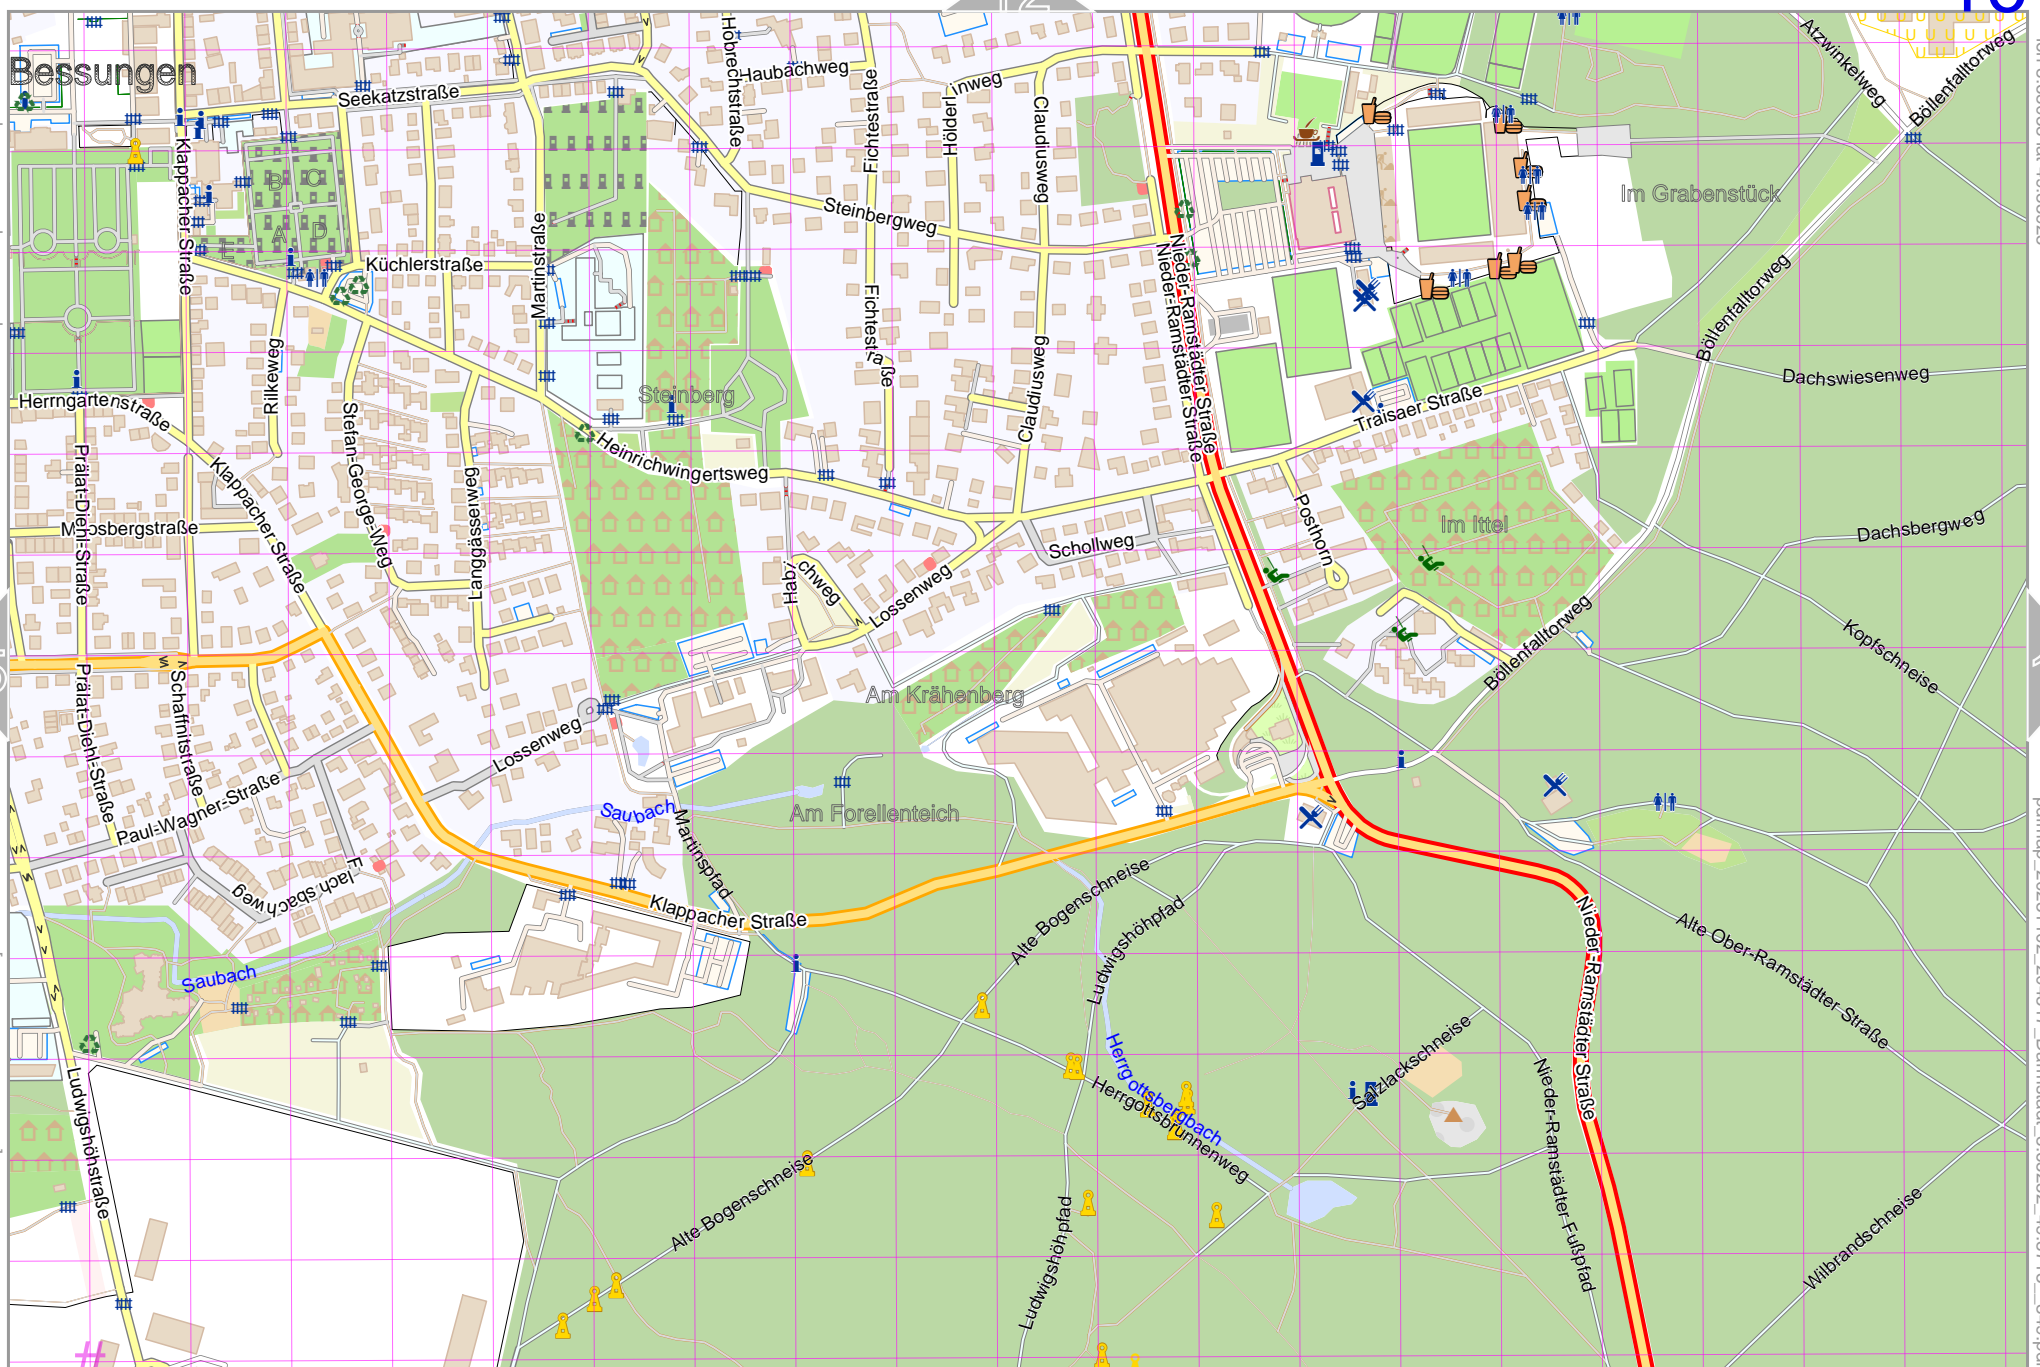 Bessungen
Seekatzstraße
Hobrechtstraße
Haubachweg
Fichtestraße
Claudiusweg
Atzwinkelweg
Böllenfalltorweg
Klappacher Straße
B
C
A
D
E
Steinbergweg
Im Grabenstück
Küchlerstraße
Martinstraße
Nieder-Ramstädter Straße
Nieder-Ramstädter Straße
Böllenfalltorweg
Fichtestraße
Claudiusweg
Rilkeweg
Steinberg
Dachswiesenweg
Herrngartenstraße
Traisaer Straße
Stefan-George-Weg
Heinrichwingertsweg
Prälat-Diehl-Straße
Klappacher Straße
Langgässerweg
Posthorn
Im Ittel
Dachsbergweg
Schollweg
Lossenweg
Böllenfalltorweg
Kopfschneise
Prälat-Diehl-Straße
Schaffnitstraße
Am Krähenberg
Lossenweg
Paul-Wagner-Straße
Saubach
Am Forellenteich
Martinspfad
Flachsbachweg
Klappacher Straße
Alte Bogenschneise
Ludwigshöhpfad
Nieder-Ramstädter Straße
Alte Ober-Ramstädter Straße
Saubach
Herrgottsbergbach
Herrgottsbrunnenweg
Salzlackschneise
Nieder-Ramstädter Fußpfad
Ludwigshöhstraße
Alte Bogenschneise
Ludwigshöhpfad
Wilbrandschneise
#